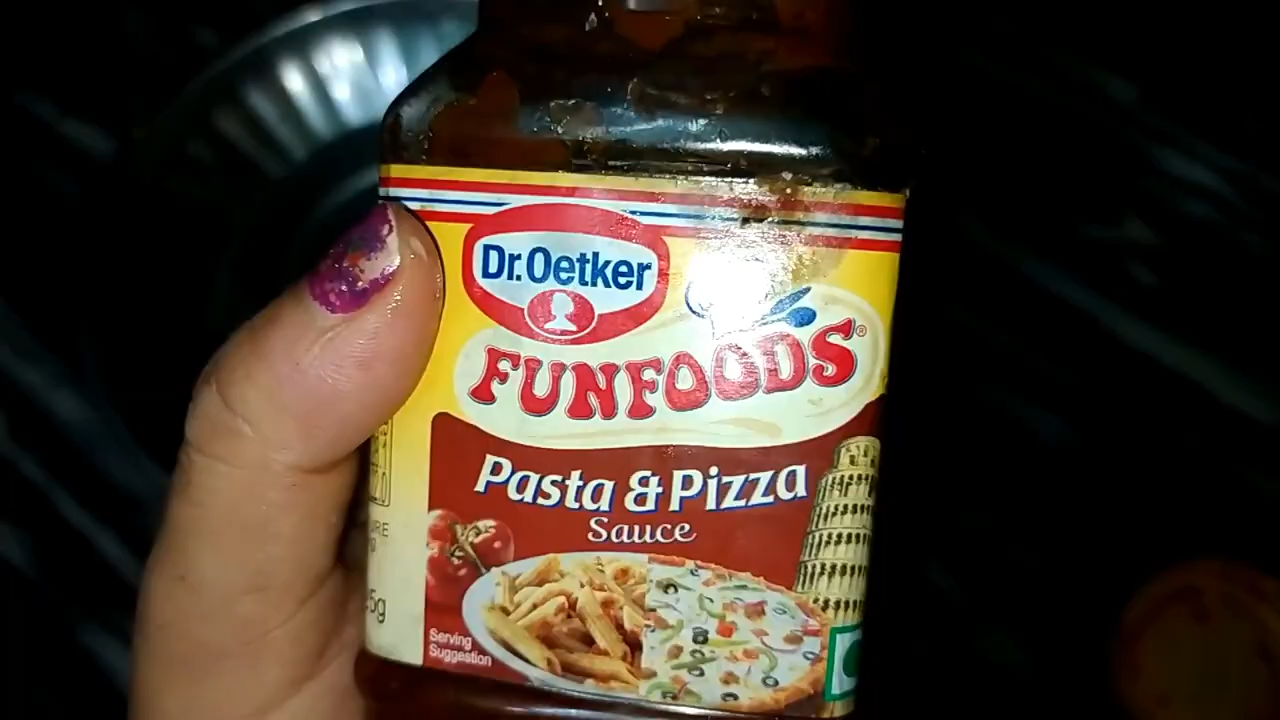 Dr.Oetker
FUNFOODS®
Pasta & Pizza
Sauce
Serving
Suggestion